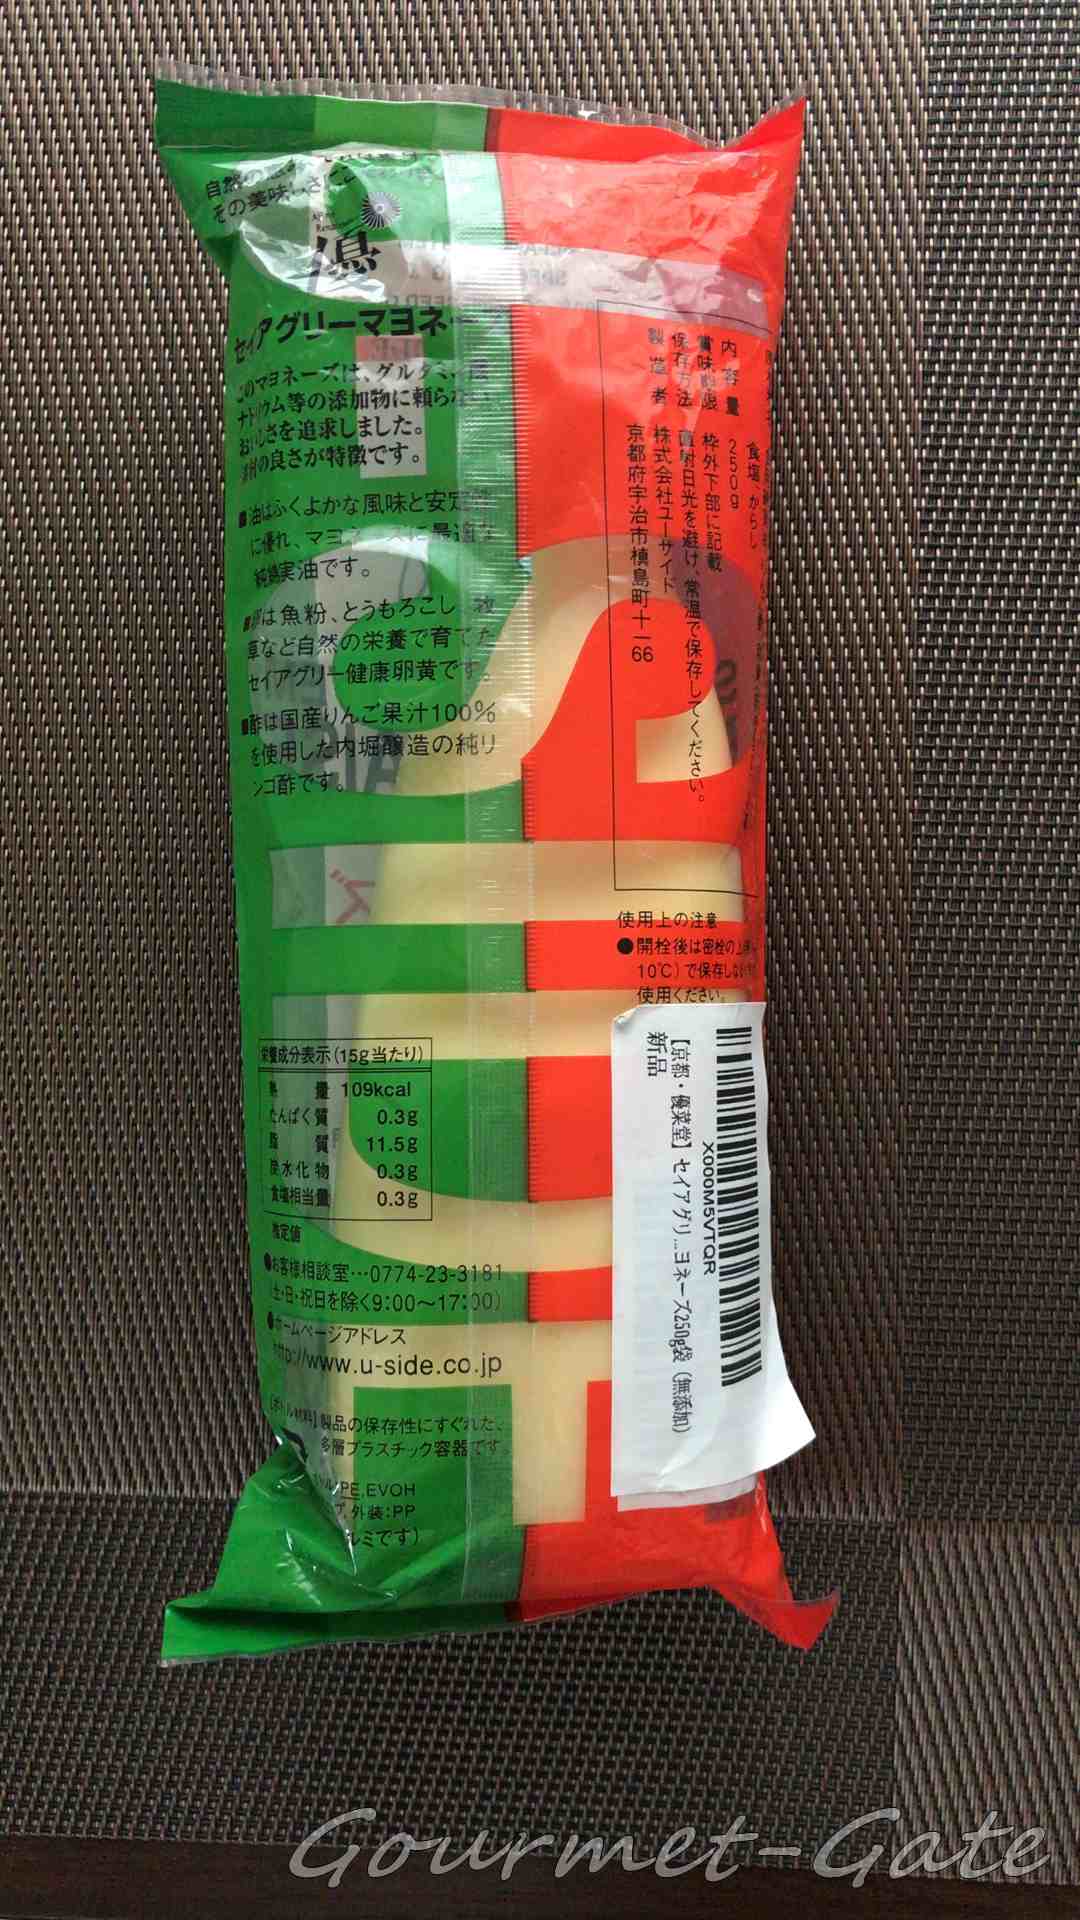 その美味しさ
優
セイアグリーマヨネーズ
このマヨネーズは、グルタミン酸
ナトリウム等の添加物に頼らない
おいしさを追求しました。
素材の良さが特徴です。
■油はふくよかな風味と安定性
に優れ、マヨネーズに最適な
純綿実油です。
■卵は魚粉、とうもろこし、牧
草など自然の栄養で育てた
セイアグリー健康卵黄です。
■酢は国産りんご果汁100%
を使用した内堀醸造の純リ
ンゴ酢です。
食塩、からし
内容量 250g
賞味期限 枠外下部に記載
保存方法 直射日光を避け、常温で保存してください。
製造者 株式会社ユーサイド
京都府宇治市槙島町十一66
使用上の注意
●開栓後は密栓の上
10℃)で保存し
使用ください。
栄養成分表示(15g当たり)
熱量 109kcal
たんぱく質 0.3g
脂質 11.5g
炭水化物 0.3g
食塩相当量 0.3g
推定値
●お客様相談室…0774-23-3181
(土・日・祝日を除く9:00〜17:00)
●ホームページアドレス
http://www.u-side.co.jp
製品の保存性にすぐれた、
多層プラスチック容器です。
PE,EVOH
外装:PP
ルミです)
X000M5VTQR
【京都・優菜堂】 セイアグリ...ヨネーズ250g袋 (無添加)
新品
Gourmet-Gate